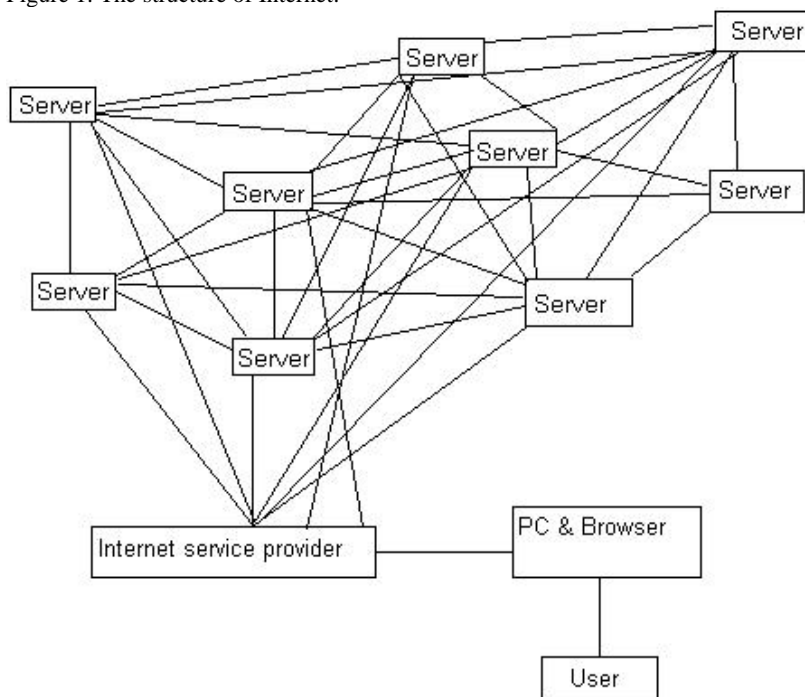 Figure 1. The structure of Internet.
Server
Server
Server
Server
Server
Server
Server
Server
Server
Internet service provider
PC & Browser
User